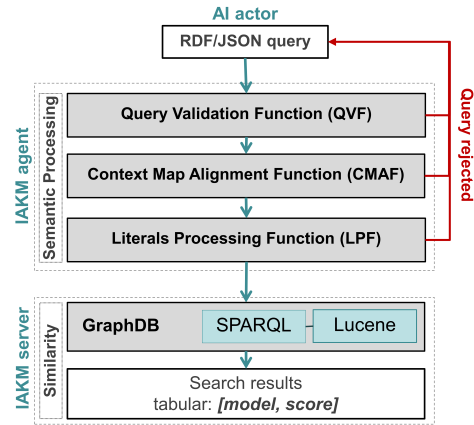 AI actor
RDF/JSON query
IAKM agent
Semantic Processing
Query Validation Function (QVF)
Context Map Alignment Function (CMAF)
Literals Processing Function (LPF)
Query rejected
IAKM server
Similarity
GraphDB
SPARQL
Lucene
Search results
tabular: [model, score]